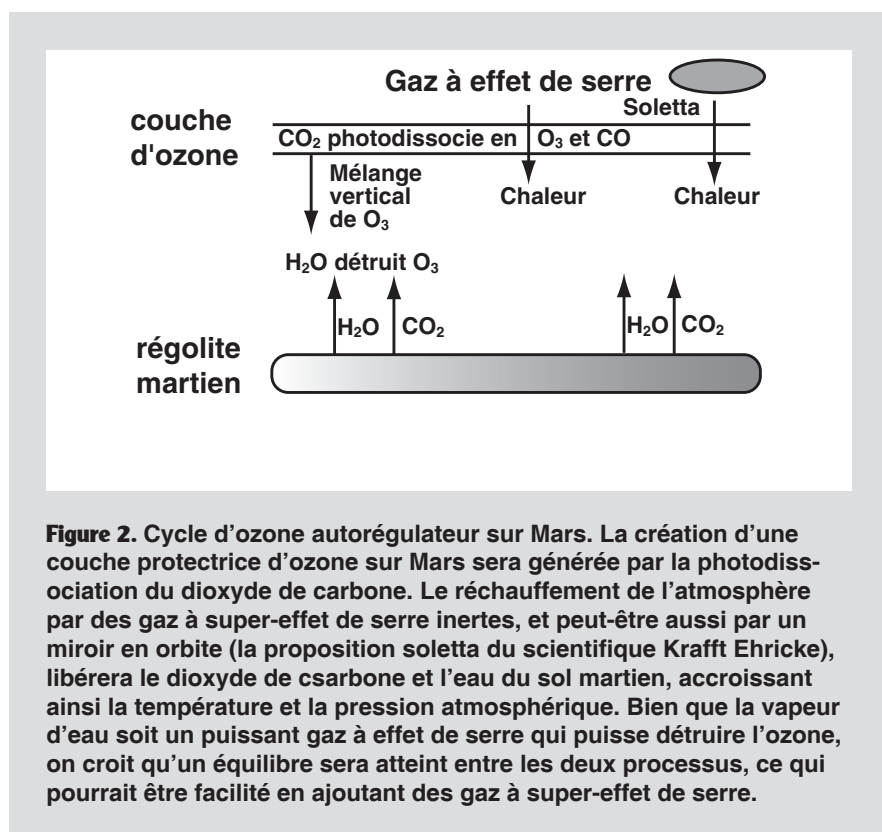 Gaz à effet de serre
Soletta
couche
d'ozone
CO₂ photodissocie en O₃ et CO
Mélange
vertical
de O₃
Chaleur
Chaleur
H₂O détruit O₃
H₂O
CO₂
H₂O
CO₂
régolite
martien
Figure 2. Cycle d’ozone autorégulateur sur Mars. La création d’une
couche protectrice d’ozone sur Mars sera générée par la photodiss-
ociation du dioxyde de carbone. Le réchauffement de l’atmosphère
par des gaz à super-effet de serre inertes, et peut-être aussi par un
miroir en orbite (la proposition soletta du scientifique Krafft Ehricke),
libérera le dioxyde de csarbone et l’eau du sol martien, accroissant
ainsi la température et la pression atmosphérique. Bien que la vapeur
d’eau soit un puissant gaz à effet de serre qui puisse détruire l’ozone,
on croit qu’un équilibre sera atteint entre les deux processus, ce qui
pourrait être facilité en ajoutant des gaz à super-effet de serre.